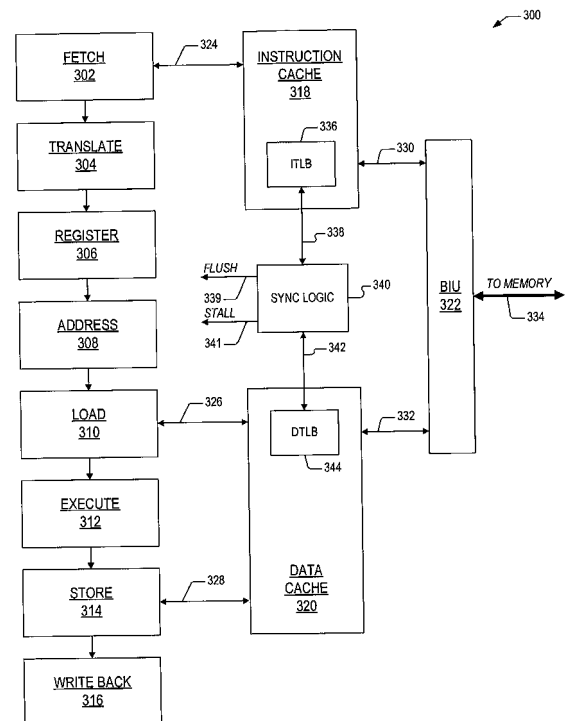 300
FETCH
302
324
INSTRUCTION
CACHE
318
336
ITLB
330
TRANSLATE
304
REGISTER
306
338
FLUSH
339
SYNC LOGIC
340
STALL
341
BIU
322
TO MEMORY
334
ADDRESS
308
342
LOAD
310
326
DTLB
344
332
EXECUTE
312
DATA
CACHE
320
STORE
314
328
WRITE BACK
316